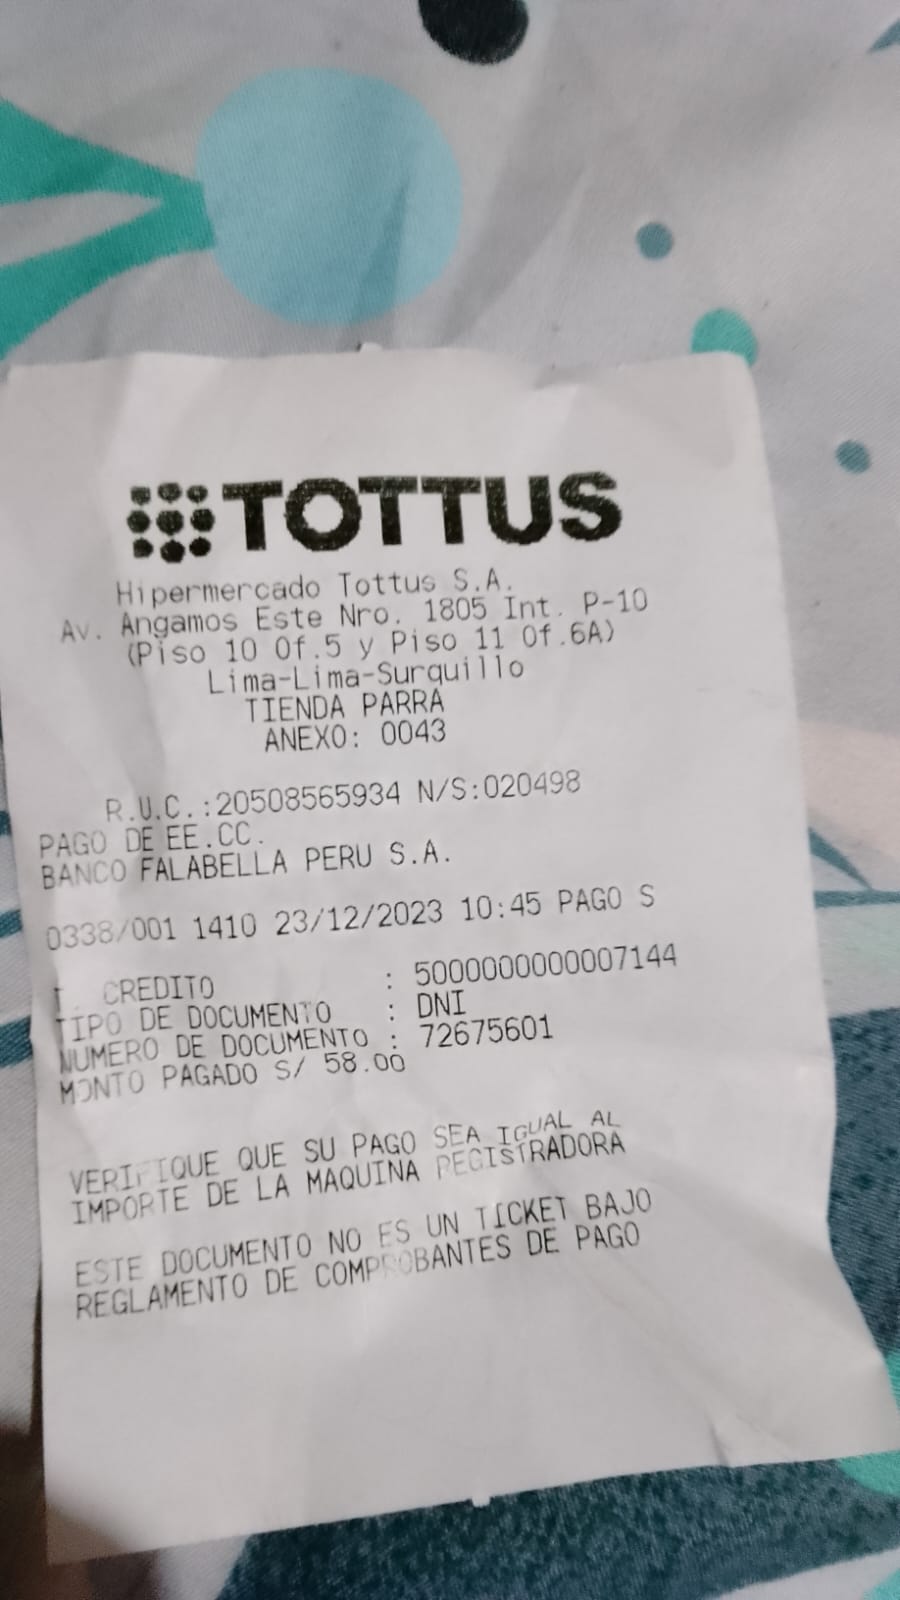 TOTTUS
Hipermercado Tottus S.A.
Av. Angamos Este Nro. 1805 Int. P-10
(Piso 10 Of.5 y Piso 11 Of.6A)
Lima-Lima-Surquillo
TIENDA PARRA
ANEXO: 0043
R.U.C.:20508565934 N/S:020498
PAGO DE EE.CC.
BANCO FALABELLA PERU S.A.
0338/001 1410 23/12/2023 10:45 PAGO S
T. CREDITO : 5000000000007144
TIPO DE DOCUMENTO : DNI
NUMERO DE DOCUMENTO : 72675601
MONTO PAGADO S/ 58.00
VERIFIQUE QUE SU PAGO SEA IGUAL AL
IMPORTE DE LA MAQUINA REGISTRADORA
ESTE DOCUMENTO NO ES UN TICKET BAJO
REGLAMENTO DE COMPROBANTES DE PAGO